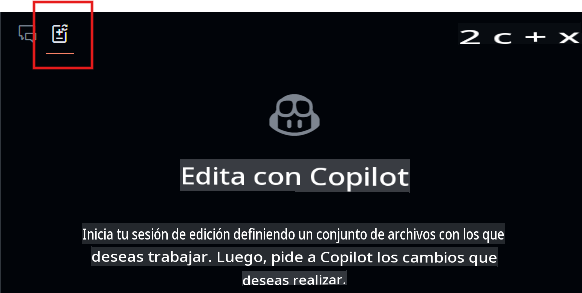 2 c + x
Edita con Copilot
Inicia tu sesión de edición definiendo un conjunto de archivos con los que
deseas trabajar. Luego, pide a Copilot los cambios que
deseas realizar.